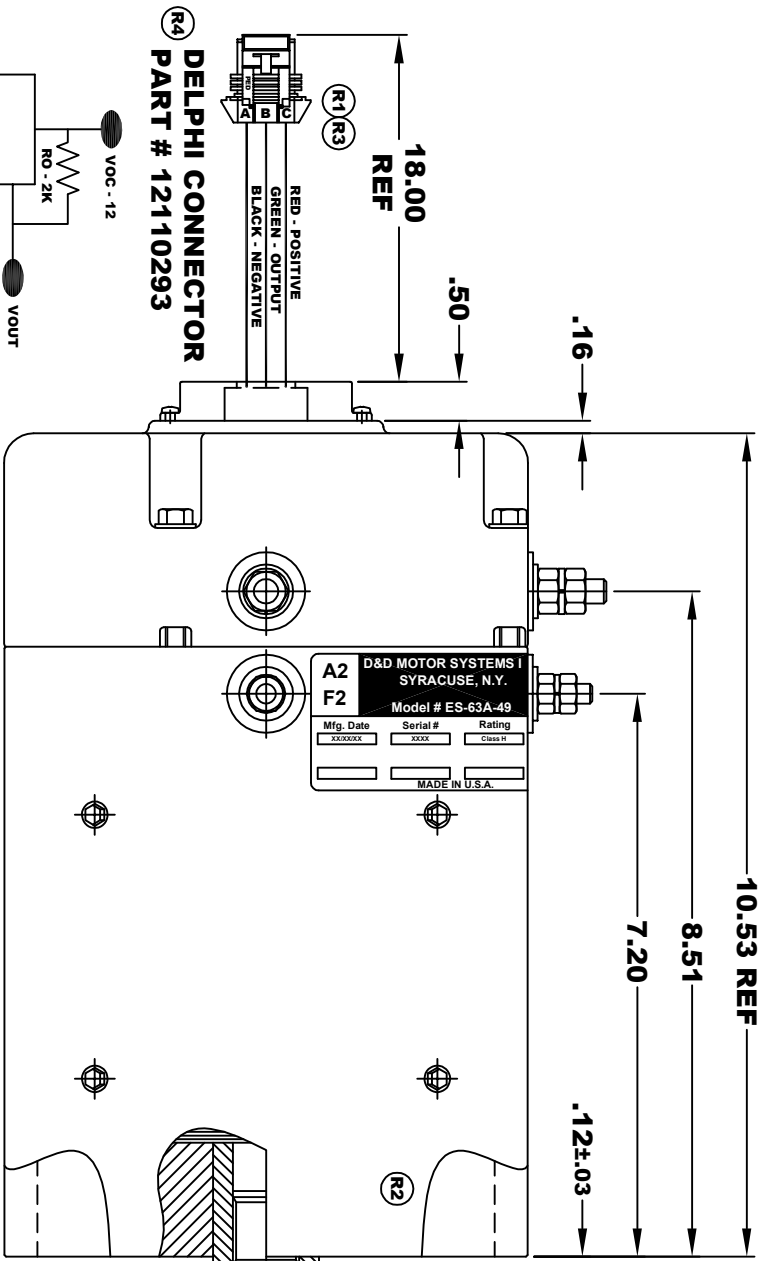 10.53 REF
8.51
7.20
.12±.03
.16
.50
18.00
REF
R1
R3
A
B
C
PED
RED - POSITIVE
GREEN - OUTPUT
BLACK - NEGATIVE
R4
DELPHI CONNECTOR
PART # 12110293
VOC - 12
RO - 2K
VOUT
A2
F2
D&D MOTOR SYSTEMS I
SYRACUSE, N.Y.
Model # ES-63A-49
Mfg. Date Serial # Rating
XX/XX/XX XXXX Class H
MADE IN U.S.A.
R2